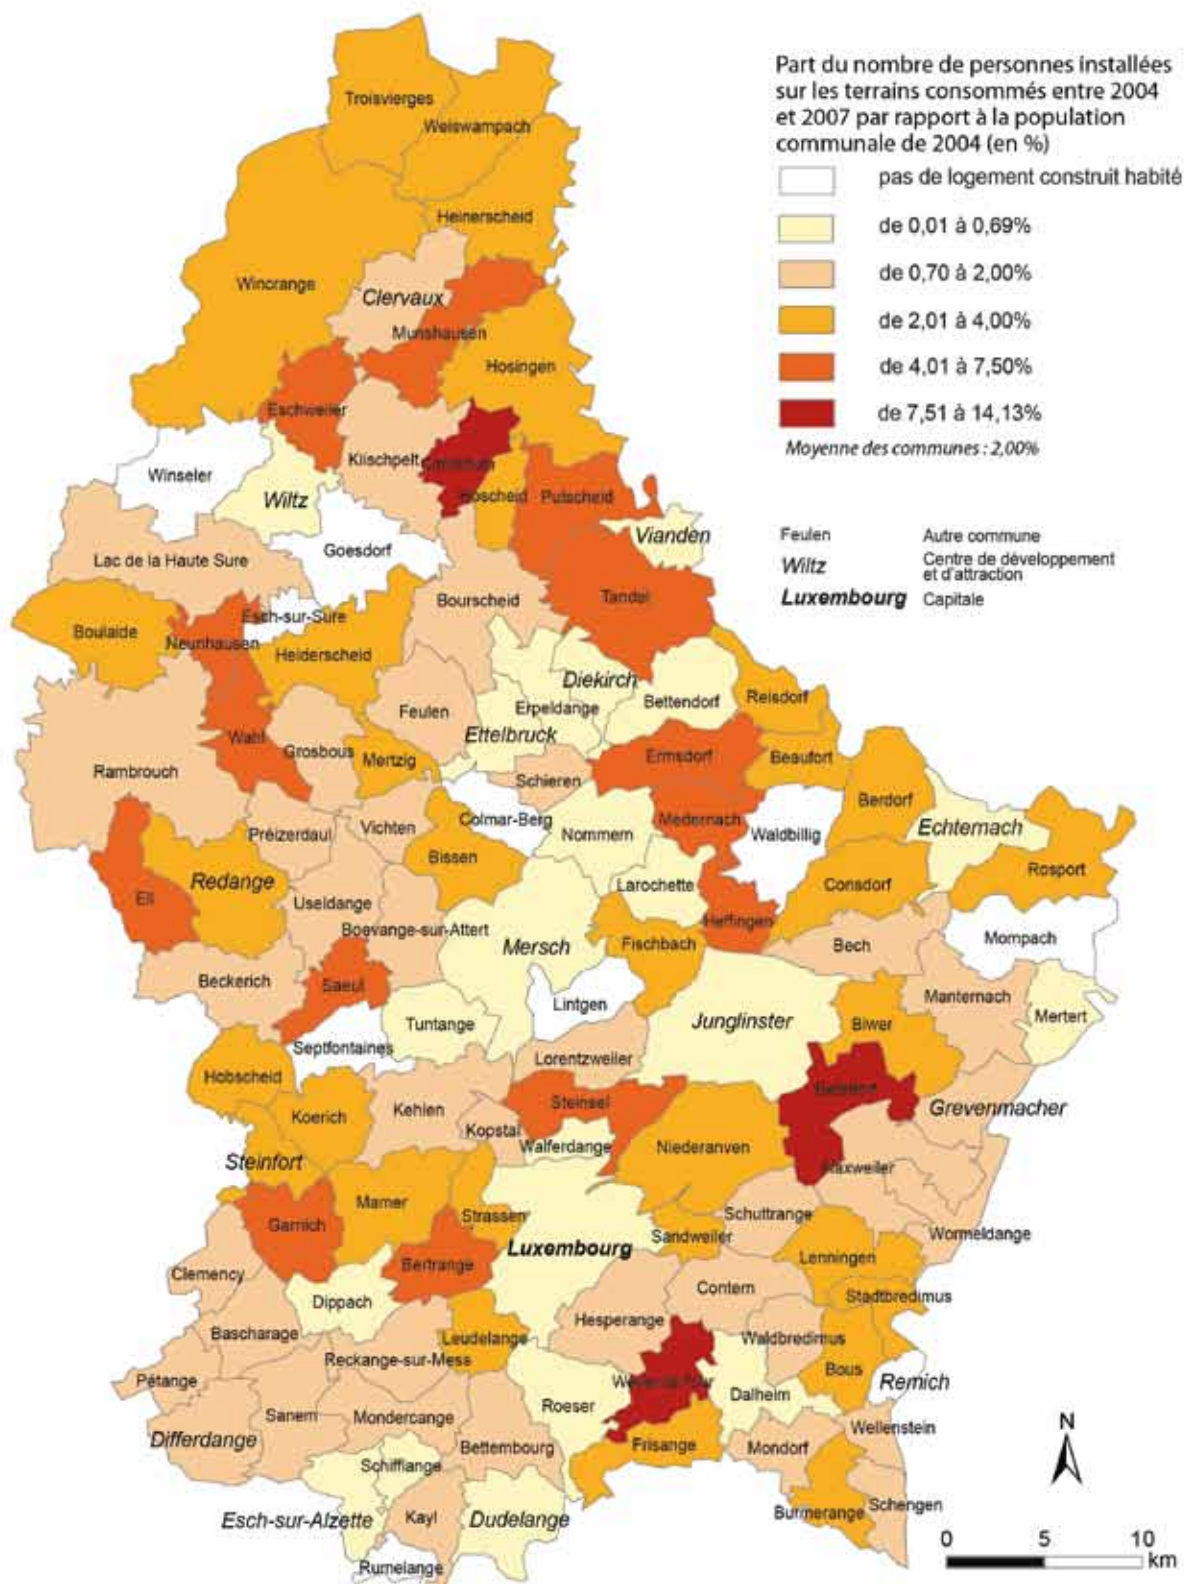 Part du nombre de personnes installées
sur les terrains consommés entre 2004
et 2007 par rapport à la population
communale de 2004 (en %)
pas de logement construit habité
de 0,01 à 0,69%
de 0,70 à 2,00%
de 2,01 à 4,00%
de 4,01 à 7,50%
de 7,51 à 14,13%
Moyenne des communes : 2,00%
Feulen Autre commune
Wiltz Centre de développement
et d'attraction
Luxembourg Capitale
Troisvierges
Weiswampach
Heinerscheid
Wincrange
Clervaux
Munshausen
Hosingen
Eschweiler
Kiischpelt
Winseler
Wiltz
Hoscheid
Putscheid
Vianden
Goesdorf
Lac de la Haute Sure
Bourscheid
Tandel
Esch-sur-Sure
Boulaide
Neunhausen
Heiderscheid
Diekirch
Bettendorf
Reisdorf
Feulen
Erpeldange
Ettelbruck
Wahl
Grosbous
Mertzig
Ermsdorf
Beaufort
Rambrouch
Schieren
Berdorf
Colmar-Berg
Medernach
Echternach
Préizerdaul
Vichten
Nommern
Waldbillig
Bissen
Rosport
Redange
Larochette
Consdorf
Ell
Useldange
Heffingen
Boevange-sur-Attert
Mompach
Mersch
Fischbach
Bech
Beckerich
Saeul
Manternach
Lintgen
Junglinster
Mertert
Tuntange
Biwer
Septfontaines
Lorentzweiler
Hobscheid
Betzdorf
Steinsel
Kehlen
Grevenmacher
Koerich
Kopstal
Walferdange
Niederanven
Steinfort
Flaxweiler
Mamer
Strassen
Schuttrange
Garnich
Sandweiler
Wormeldange
Luxembourg
Lenningen
Bertrange
Clemency
Contern
Stadtbredimus
Dippach
Hesperange
Bascharage
Leudelange
Waldbredimus
Reckange-sur-Mess
Bous
Pétange
Weiler-la-Tour
Remich
Dalheim
Roeser
Sanem
Mondercange
Wellenstein
Differdange
Bettembourg
Frisange
Mondorf
Schifflange
Schengen
Burmerange
Esch-sur-Alzette
Kayl
Dudelange
Rumelange
N
0 5 10
km